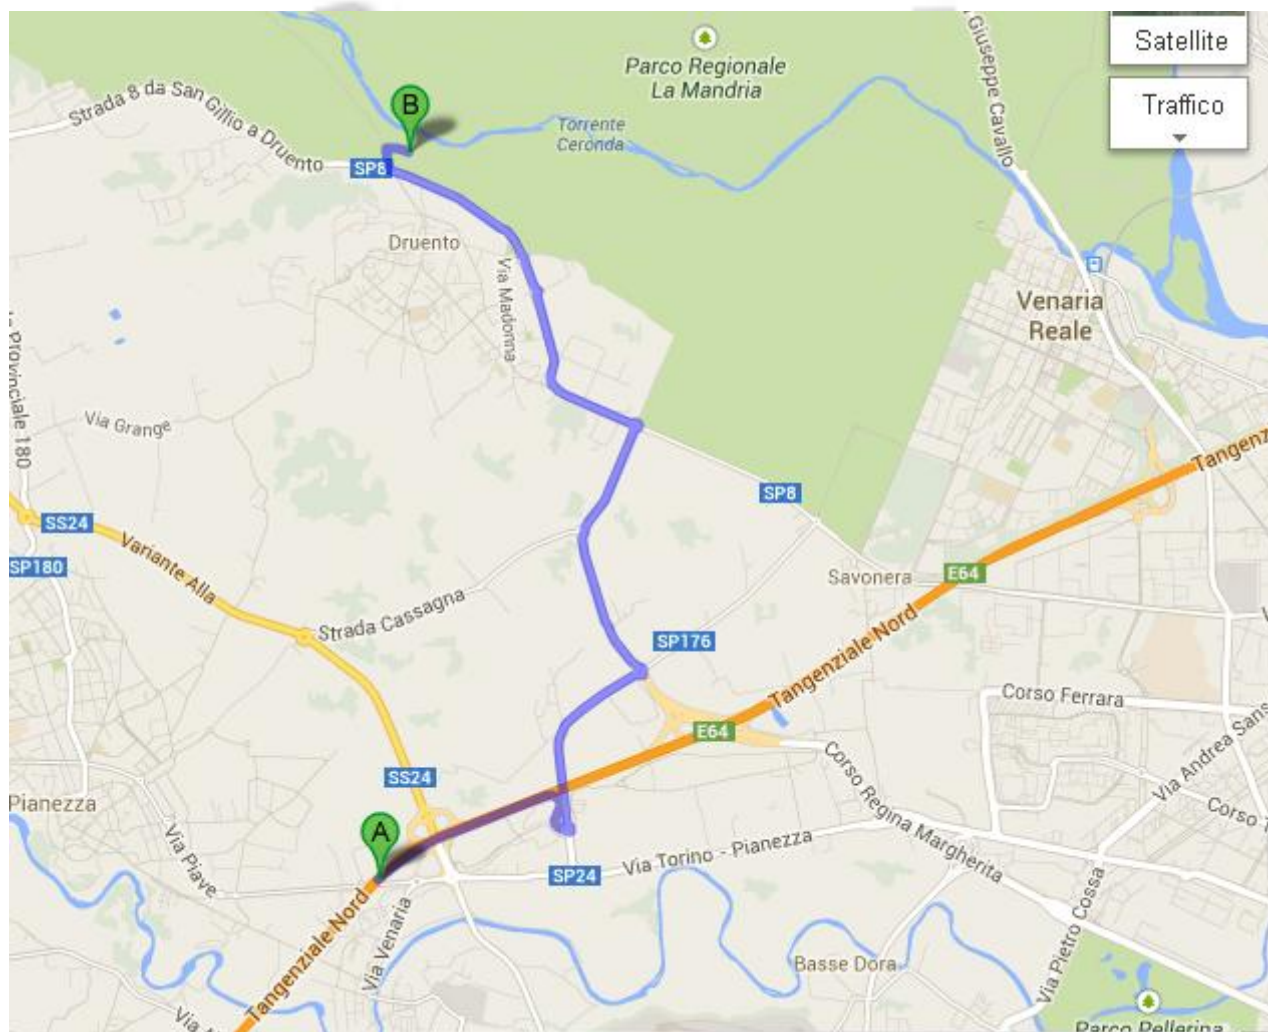 Satellite
Traffico
Parco Regionale
La Mandria
Giuseppe Cavallo
Strada 8 da San Gillio a Druento
B
Torrente
Ceronda
SP8
Druento
Via Madonna
Venaria
Reale
Provinciale 180
Via Grange
Tangenz
SP8
SS24
SP180
Variante Alla
Savonera
E64
Strada Cassagna
SP176
Tangenziale Nord
Corso Ferrara
E64
Via Andrea Sans
SS24
Pianezza
Corso Regina Margherita
Corso T
A
Via Piave
Via Torino - Pianezza
SP24
Tangenziale Nord
Via Venaria
Via Pietro Cossa
Basse Dora
Parco Pellerina